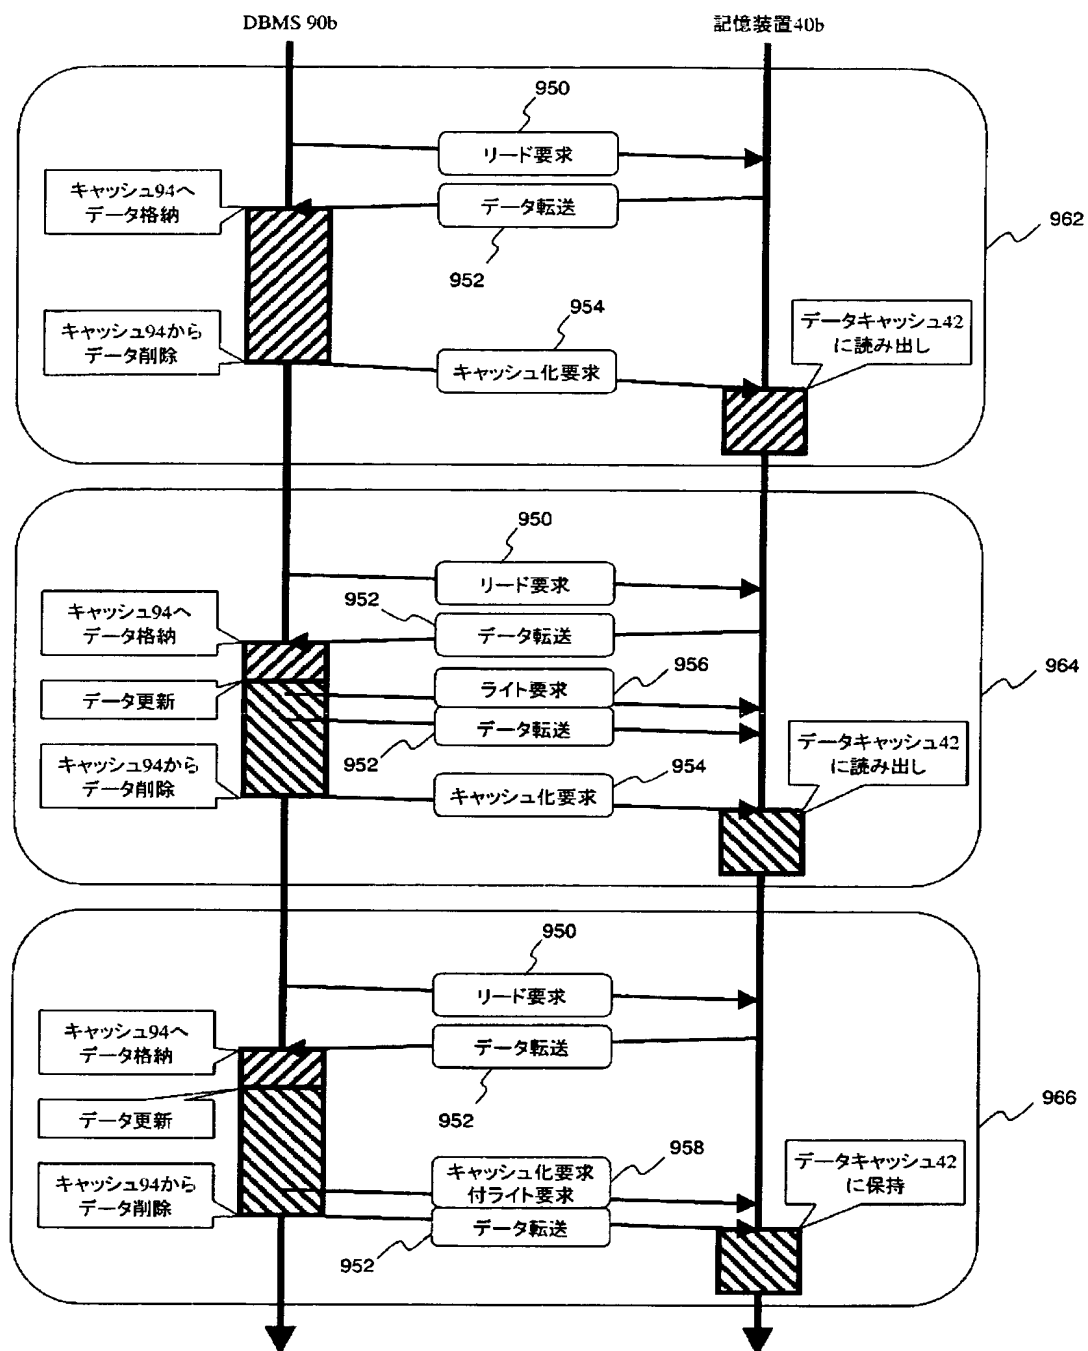 DBMS 90b
記憶装置40b
950
リード要求
キャッシュ94へ
データ格納
データ転送
952
962
954
キャッシュ94から
データ削除
キャッシュ化要求
データキャッシュ42
に読み出し
950
リード要求
952
キャッシュ94へ
データ格納
データ転送
956
964
ライト要求
データ更新
データ転送
952
954
データキャッシュ42
に読み出し
キャッシュ94から
データ削除
キャッシュ化要求
950
リード要求
キャッシュ94へ
データ格納
データ転送
952
966
データ更新
958
キャッシュ化要求
付ライト要求
データキャッシュ42
に保持
キャッシュ94から
データ削除
データ転送
952